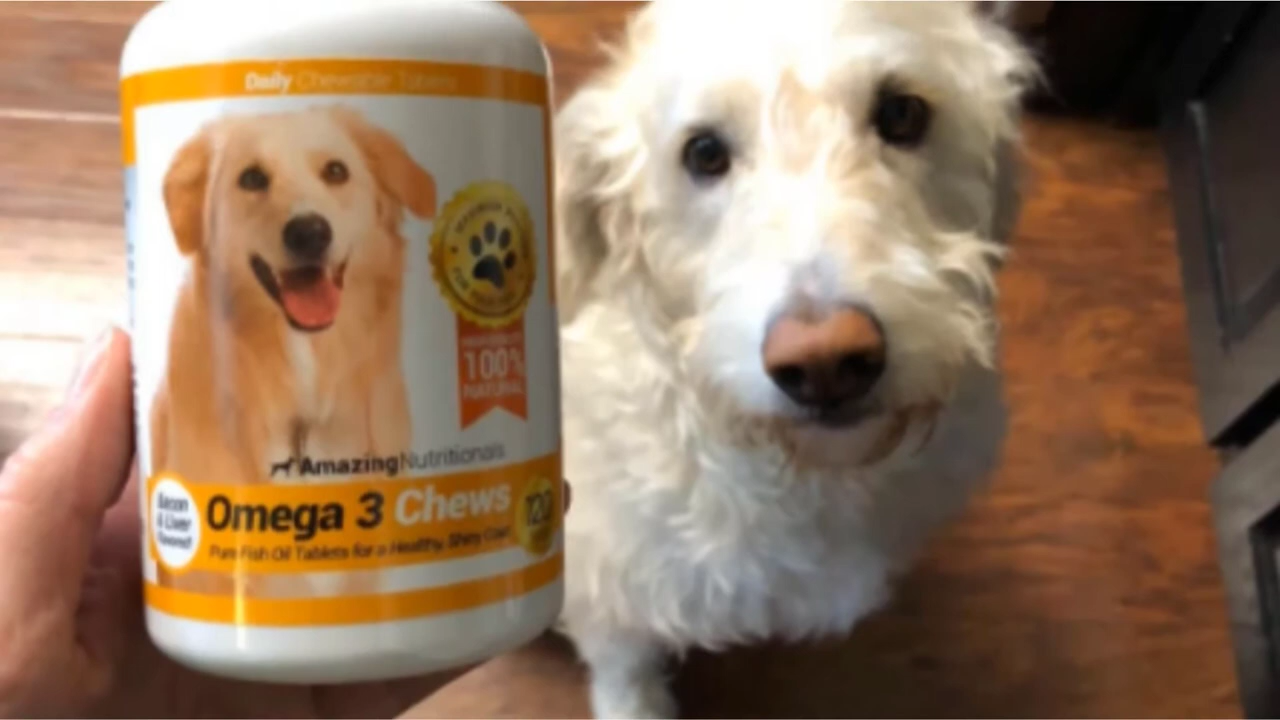 Daily Chewable Tablets
100%
NATURAL
AmazingNutritionals
Bacon
& Liver
Flavored!
Omega 3 Chews
120
Pure Fish Oil Tablets for a Healthy, Shiny Coat